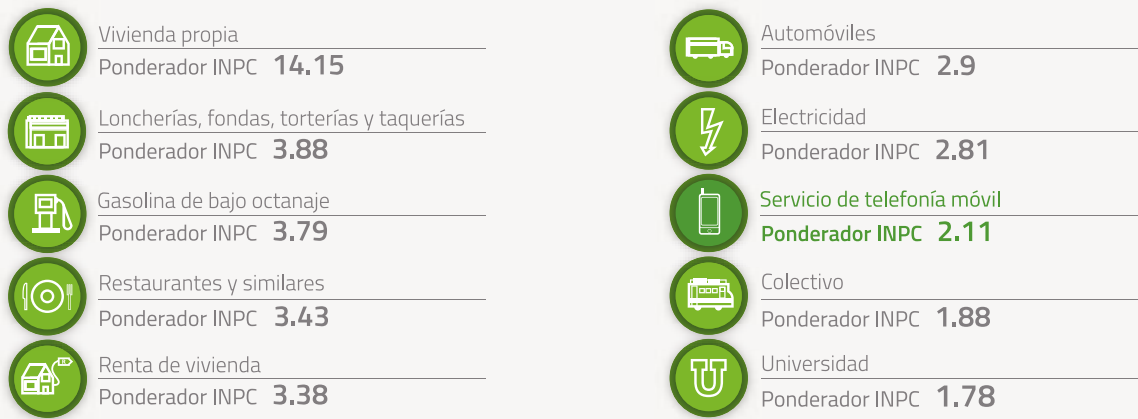 Vivienda propia
Ponderador INPC 14.15
Loncherías, fondas, torterías y taquerías
Ponderador INPC 3.88
Gasolina de bajo octanaje
Ponderador INPC 3.79
Restaurantes y similares
Ponderador INPC 3.43
Renta de vivienda
Ponderador INPC 3.38
Automóviles
Ponderador INPC 2.9
Electricidad
Ponderador INPC 2.81
Servicio de telefonía móvil
Ponderador INPC 2.11
Colectivo
Ponderador INPC 1.88
Universidad
Ponderador INPC 1.78